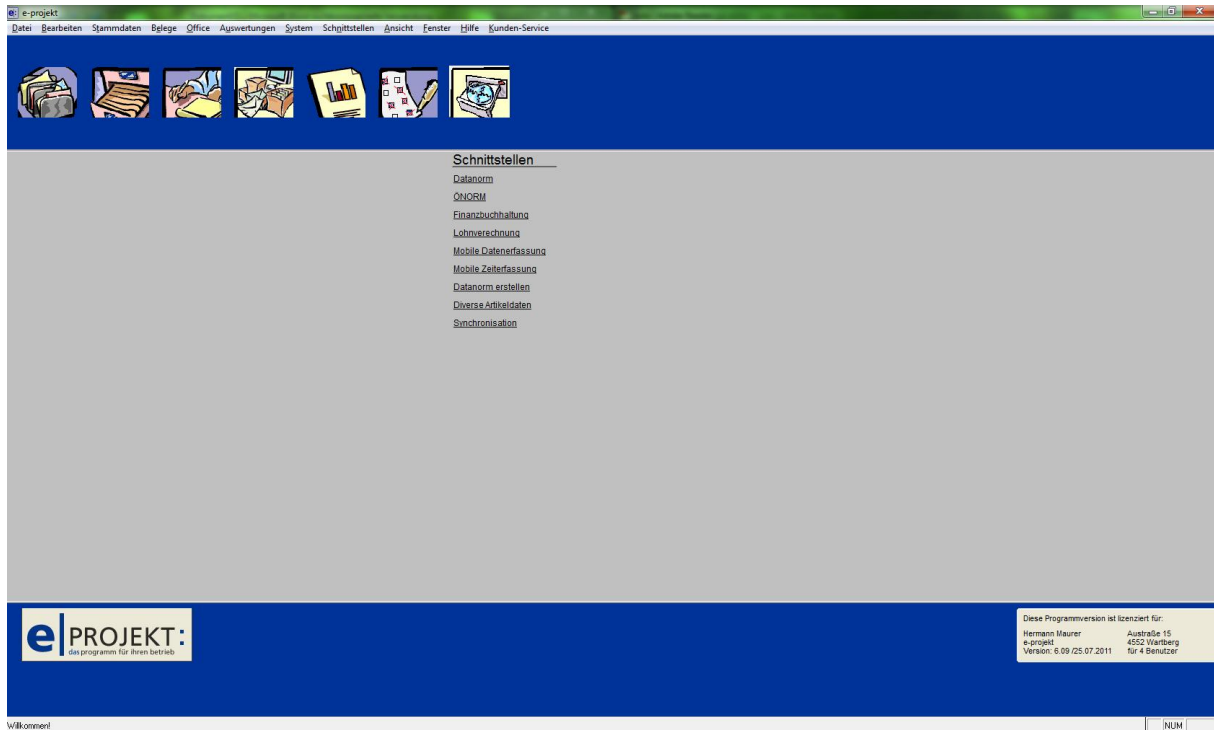 e: e-projekt
Datei Bearbeiten Stammdaten Belege Office Auswertungen System Schnittstellen Ansicht Fenster Hilfe Kunden-Service
Schnittstellen
Datanorm
ÖNORM
Finanzbuchhaltung
Lohnverechnung
Mobile Datenerfassung
Mobile Zeiterfassung
Datanorm erstellen
Diverse Artikeldaten
Synchronisation
e PROJEKT:
das programm für ihren betrieb
Diese Programmversion ist lizenziert für:
Hermann Maurer Austraße 15
e-projekt 4552 Wartberg
Version: 6.09 /25.07.2011 für 4 Benutzer
Willkommen! NUM